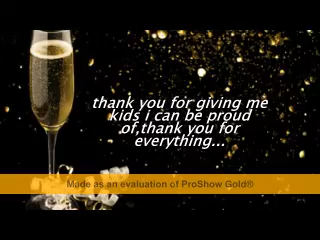 thank you for giving me
kids i can be proud
of,thank you for
everything...
Made as an evaluation of ProShow Gold®